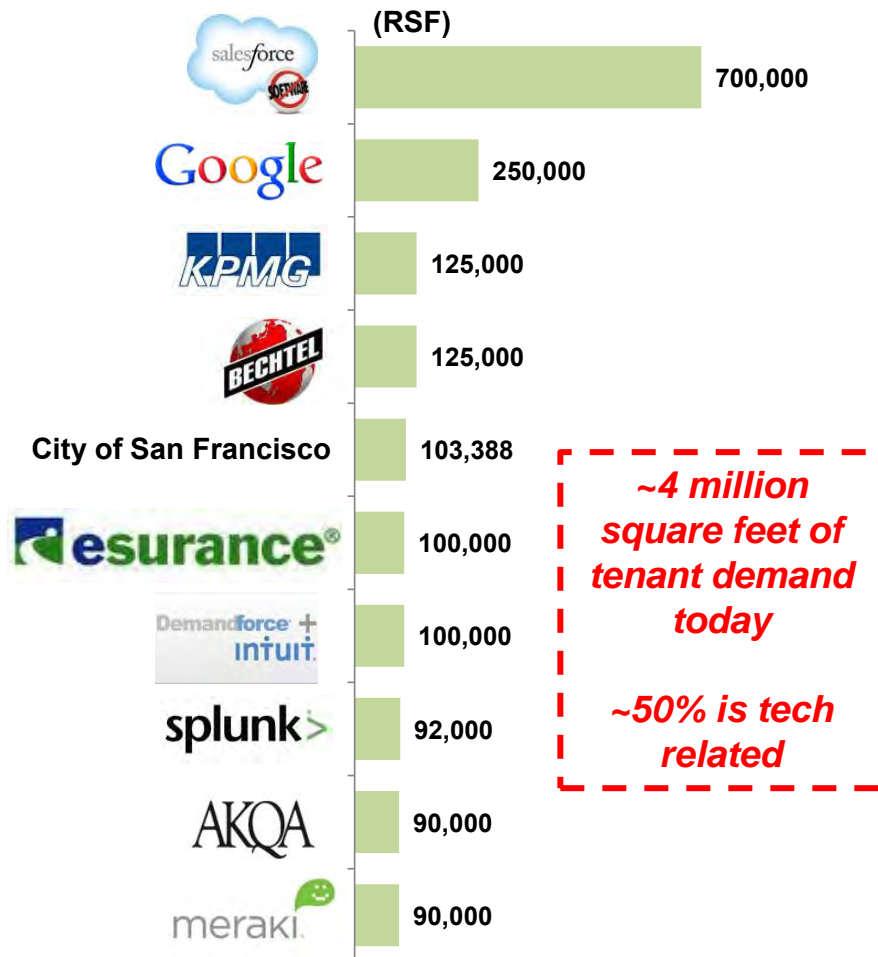 (RSF)
salesforce
SOFTWARE
700,000
Google
250,000
KPMG
125,000
BECHTEL
125,000
City of San Francisco
103,388
esurance®
100,000
Demandforce +
intuit.
100,000
splunk>
92,000
AKQA
90,000
meraki.
90,000
~4 million
square feet of
tenant demand
today
~50% is tech
related